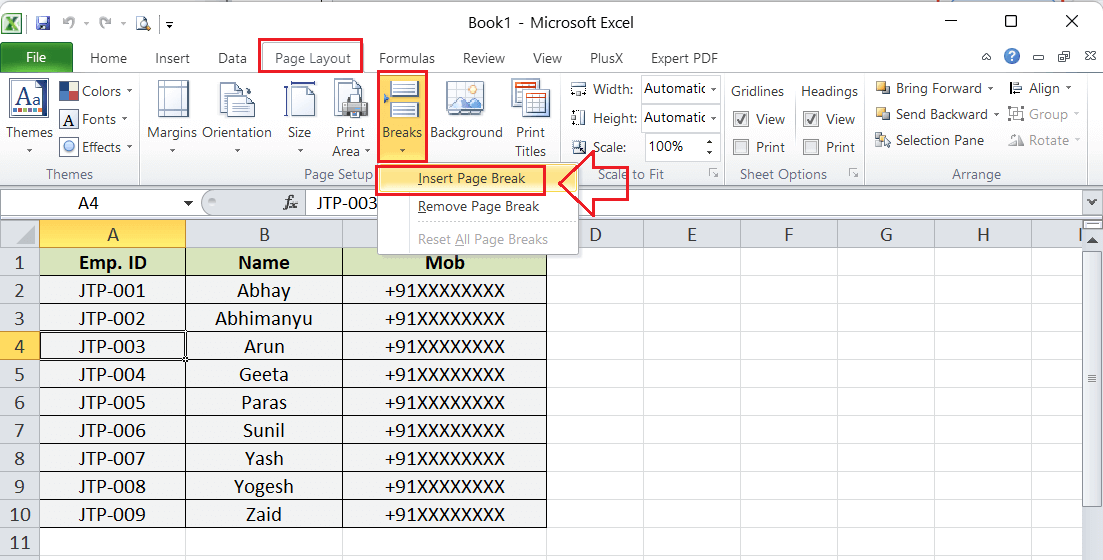 Book1 - Microsoft Excel
File Home Insert Data Page Layout Formulas Review View PlusX Expert PDF
Aa Colors Width: Automatic Gridlines Headings Bring Forward Align
A Fonts Height: Automatic View View Send Backward Group
Themes Effects Margins Orientation Size Print Area Breaks Background Print Titles Scale: 100% Print Print Selection Pane Rotate
Themes Page Setup Scale to Fit Sheet Options Arrange
Insert Page Break
Remove Page Break
Reset All Page Breaks
A4 fx JTP-003
A B D E F G H
1 Emp. ID Name Mob
2 JTP-001 Abhay +91XXXXXXXX
3 JTP-002 Abhimanyu +91XXXXXXXX
4 JTP-003 Arun +91XXXXXXXX
5 JTP-004 Geeta +91XXXXXXXX
6 JTP-005 Paras +91XXXXXXXX
7 JTP-006 Sunil +91XXXXXXXX
8 JTP-007 Yash +91XXXXXXXX
9 JTP-008 Yogesh +91XXXXXXXX
10 JTP-009 Zaid +91XXXXXXXX
11